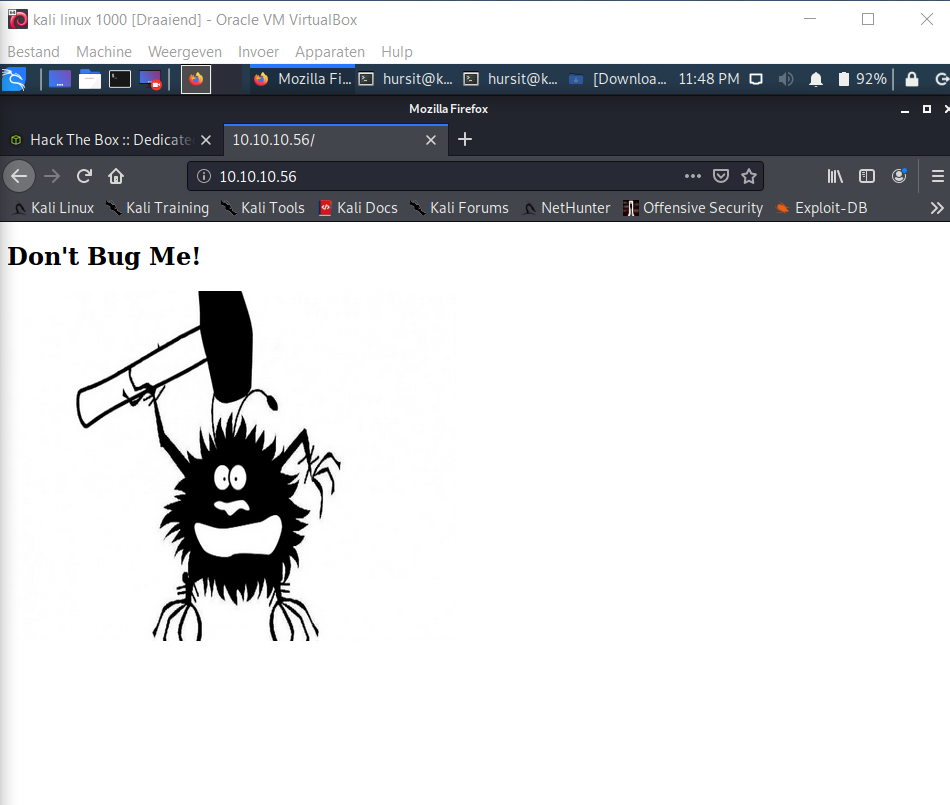 kali linux 1000 [Draaiend] - Oracle VM VirtualBox
Bestand Machine Weergeven Invoer Apparaten Hulp
Mozilla Fi... hursit@k... hursit@k... [Downloa... 11:48 PM 92%
Mozilla Firefox
Hack The Box :: Dedicate 10.10.10.56/
10.10.10.56
Kali Linux Kali Training Kali Tools Kali Docs Kali Forums NetHunter Offensive Security Exploit-DB
Don't Bug Me!